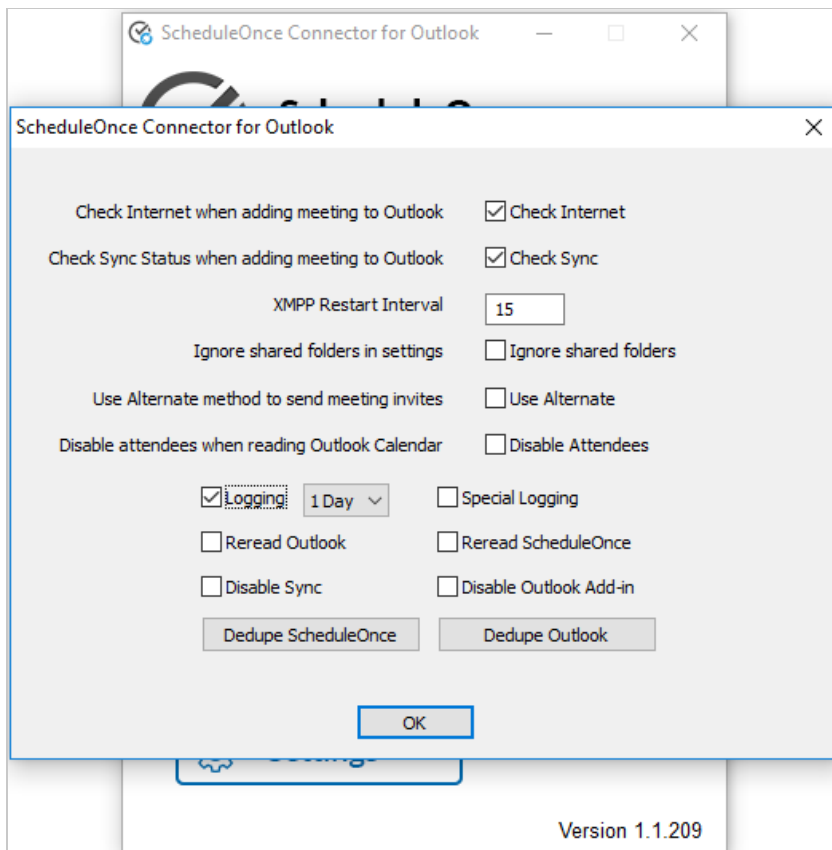 ScheduleOnce Connector for Outlook
ScheduleOnce Connector for Outlook
Check Internet when adding meeting to Outlook Check Internet
Check Sync Status when adding meeting to Outlook Check Sync
XMPP Restart Interval 15
Ignore shared folders in settings Ignore shared folders
Use Alternate method to send meeting invites Use Alternate
Disable attendees when reading Outlook Calendar Disable Attendees
Logging 1 Day Special Logging
Reread Outlook Reread ScheduleOnce
Disable Sync Disable Outlook Add-in
Dedupe ScheduleOnce Dedupe Outlook
OK
Version 1.1.209